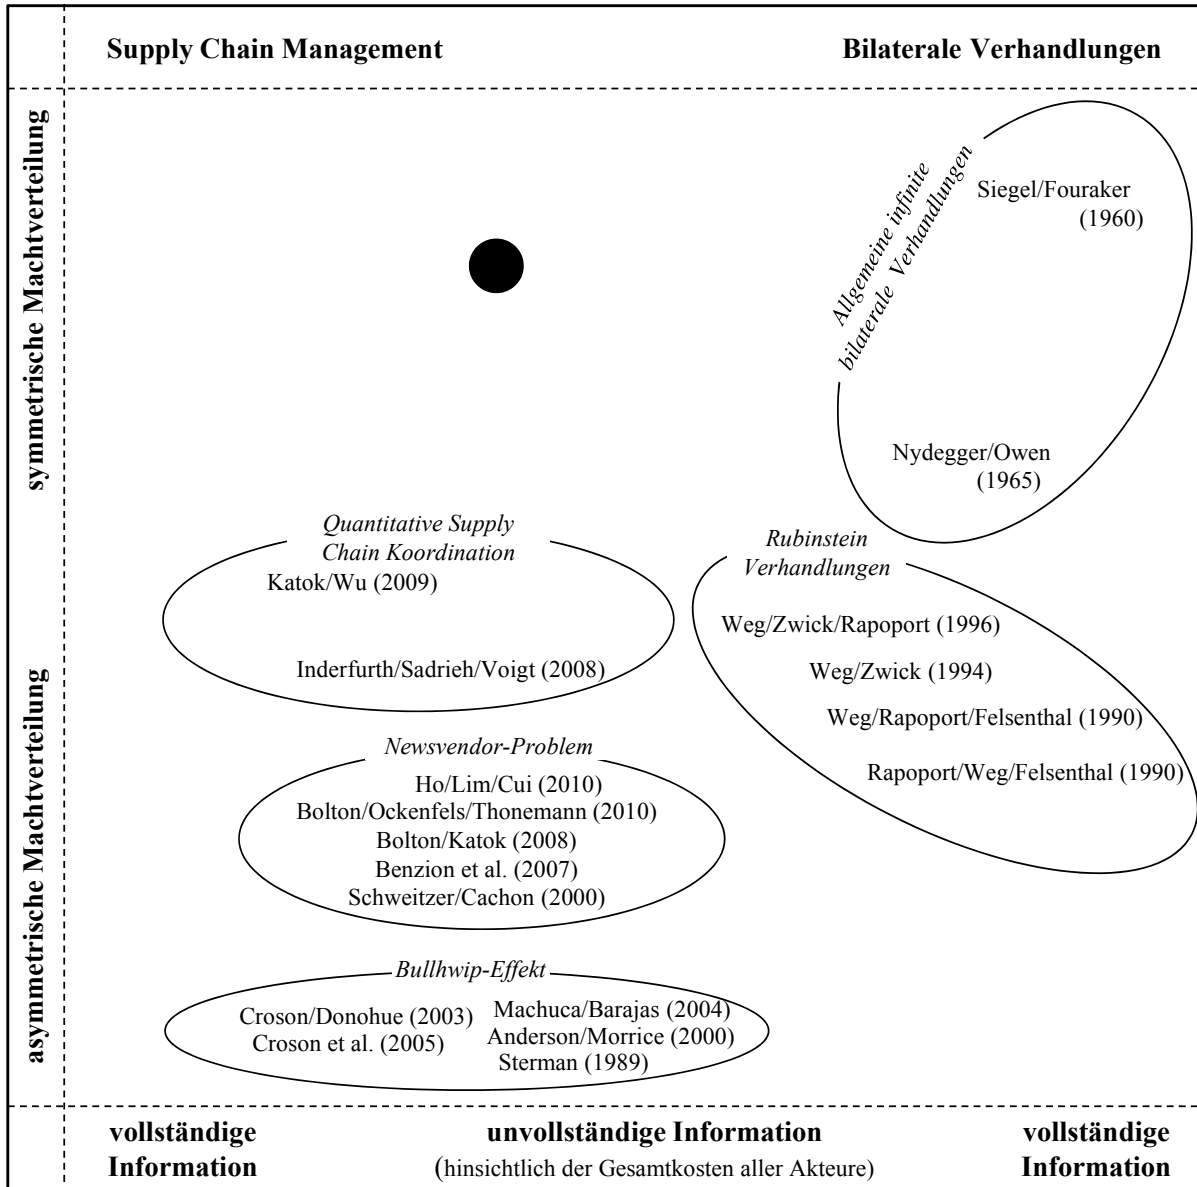 Supply Chain Management
Bilaterale Verhandlungen
symmetrische Machtverteilung
Allgemeine infinite
bilaterale Verhandlungen
Siegel/Fouraker
(1960)
Nydegger/Owen
(1965)
Quantitative Supply
Chain Koordination
Katok/Wu (2009)
Inderfurth/Sadrieh/Voigt (2008)
Rubinstein
Verhandlungen
Weg/Zwick/Rapoport (1996)
Weg/Zwick (1994)
Weg/Rapoport/Felsenthal (1990)
Rapoport/Weg/Felsenthal (1990)
asymmetrische Machtverteilung
Newsvendor-Problem
Ho/Lim/Cui (2010)
Bolton/Ockenfels/Thonemann (2010)
Bolton/Katok (2008)
Benzion et al. (2007)
Schweitzer/Cachon (2000)
Bullhwip-Effekt
Croson/Donohue (2003)
Croson et al. (2005)
Machuca/Barajas (2004)
Anderson/Morrice (2000)
Sterman (1989)
vollständige
Information
unvollständige Information
(hinsichtlich der Gesamtkosten aller Akteure)
vollständige
Information